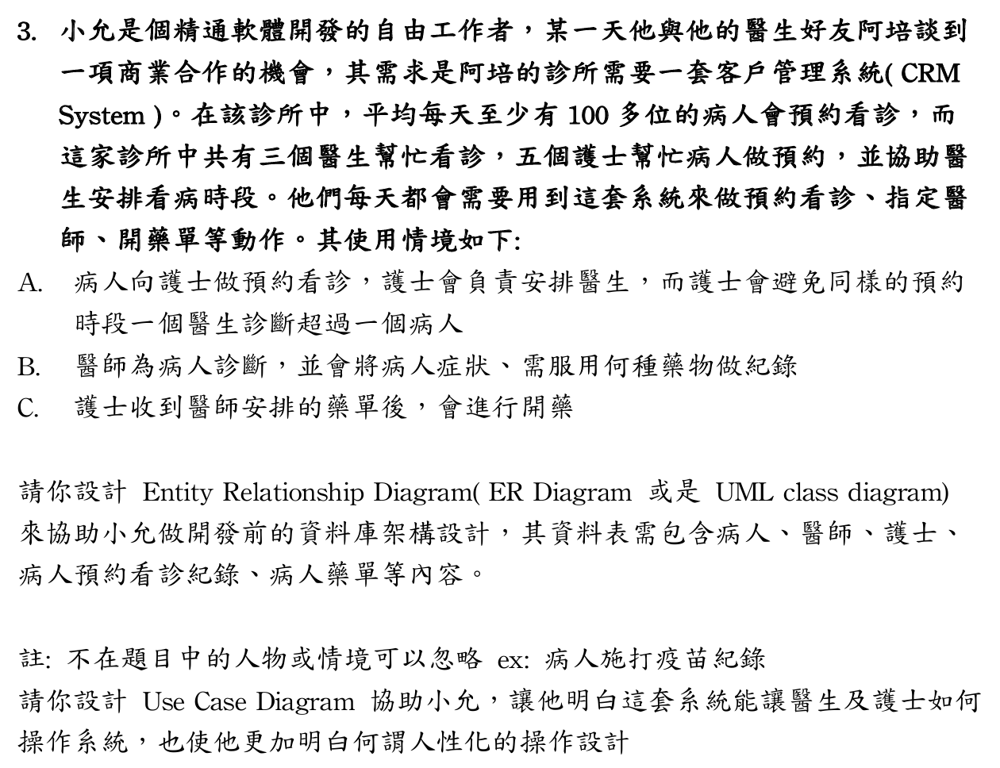 3. 小允是個精通軟體開發的自由工作者，某一天他與他的醫生好友阿培談到
一項商業合作的機會，其需求是阿培的診所需要一套客戶管理系統( CRM
System )。在該診所中，平均每天至少有 100 多位的病人會預約看診，而
這家診所中共有三個醫生幫忙看診，五個護士幫忙病人做預約，並協助醫
生安排看病時段。他們每天都會需要用到這套系統來做預約看診、指定醫
師、開藥單等動作。其使用情境如下:
A. 病人向護士做預約看診，護士會負責安排醫生，而護士會避免同樣的預約
時段一個醫生診斷超過一個病人
B. 醫師為病人診斷，並會將病人症狀、需服用何種藥物做紀錄
C. 護士收到醫師安排的藥單後，會進行開藥
請你設計 Entity Relationship Diagram( ER Diagram 或是 UML class diagram)
來協助小允做開發前的資料庫架構設計，其資料表需包含病人、醫師、護士、
病人預約看診紀錄、病人藥單等內容。
註: 不在題目中的人物或情境可以忽略 ex: 病人施打疫苗紀錄
請你設計 Use Case Diagram 協助小允，讓他明白這套系統能讓醫生及護士如何
操作系統，也使他更加明白何謂人性化的操作設計